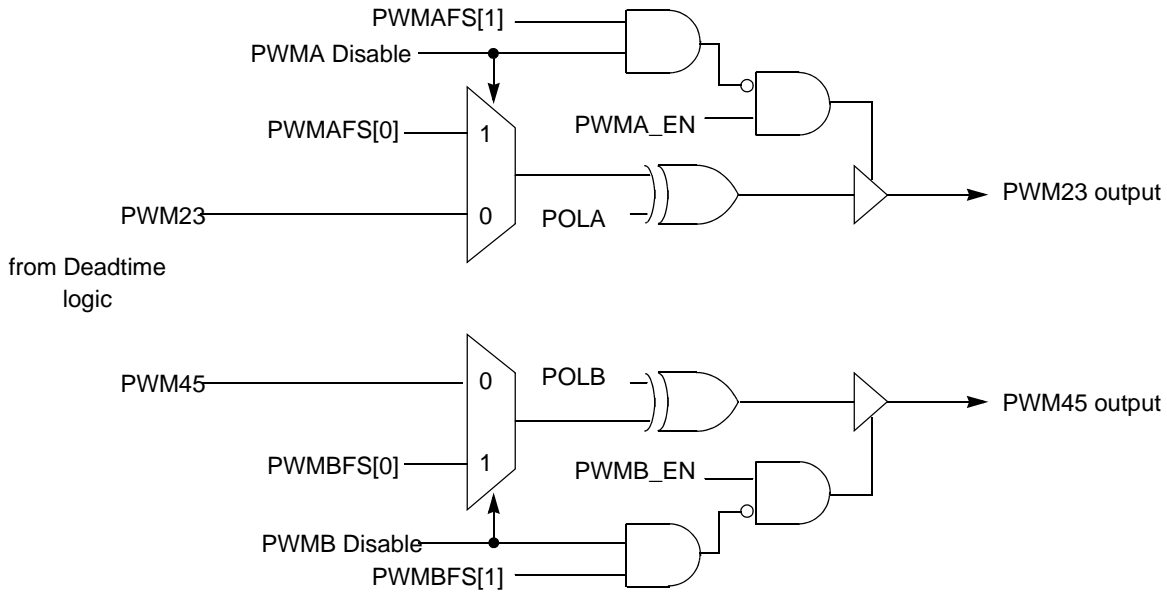 PWMAFS[1]
PWMA Disable
PWMAFS[0]
1
PWMA_EN
PWM23
0
POLA
PWM23 output
from Deadtime
logic
PWM45
0
POLB
PWM45 output
PWMBFS[0]
1
PWMB_EN
PWMB Disable
PWMBFS[1]